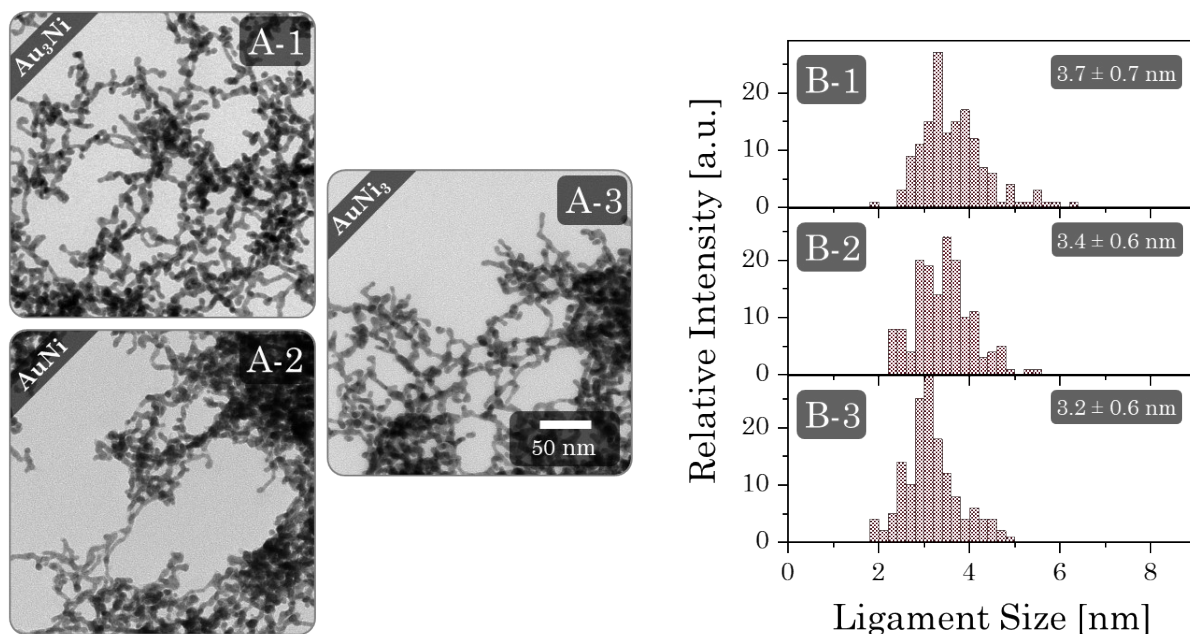 Au₃Ni
A-1
AuNi
A-2
AuNi₃
A-3
50 nm
Relative Intensity [a.u.]
B-1
3.7 ± 0.7 nm
20
10
0
B-2
3.4 ± 0.6 nm
20
10
0
B-3
3.2 ± 0.6 nm
20
10
0
0 2 4 6 8
Ligament Size [nm]